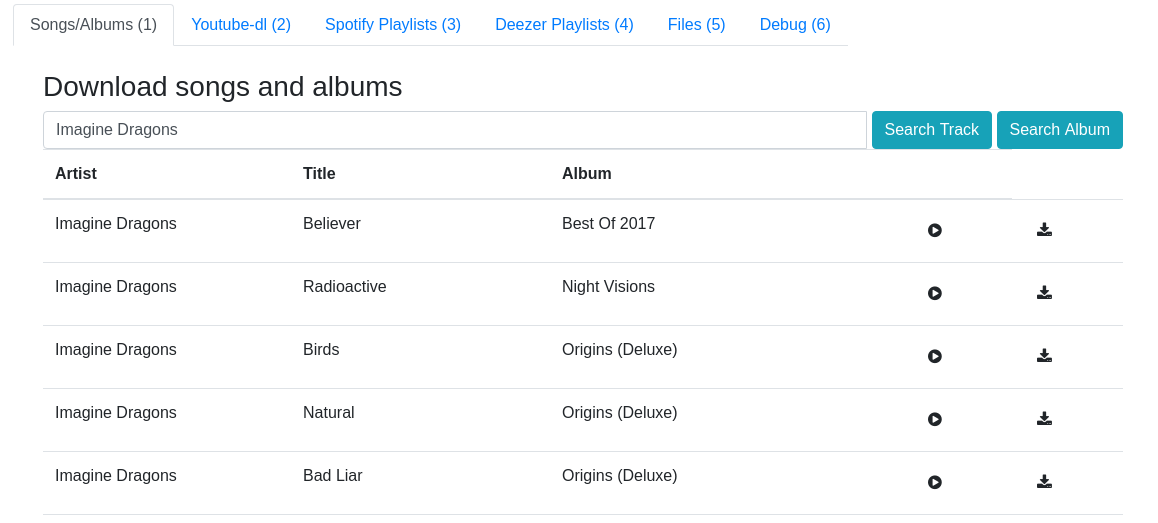 Songs/Albums (1) Youtube-dl (2) Spotify Playlists (3) Deezer Playlists (4) Files (5) Debug (6)
Download songs and albums
Imagine Dragons Search Track Search Album
Artist Title Album
Imagine Dragons Believer Best Of 2017
Imagine Dragons Radioactive Night Visions
Imagine Dragons Birds Origins (Deluxe)
Imagine Dragons Natural Origins (Deluxe)
Imagine Dragons Bad Liar Origins (Deluxe)